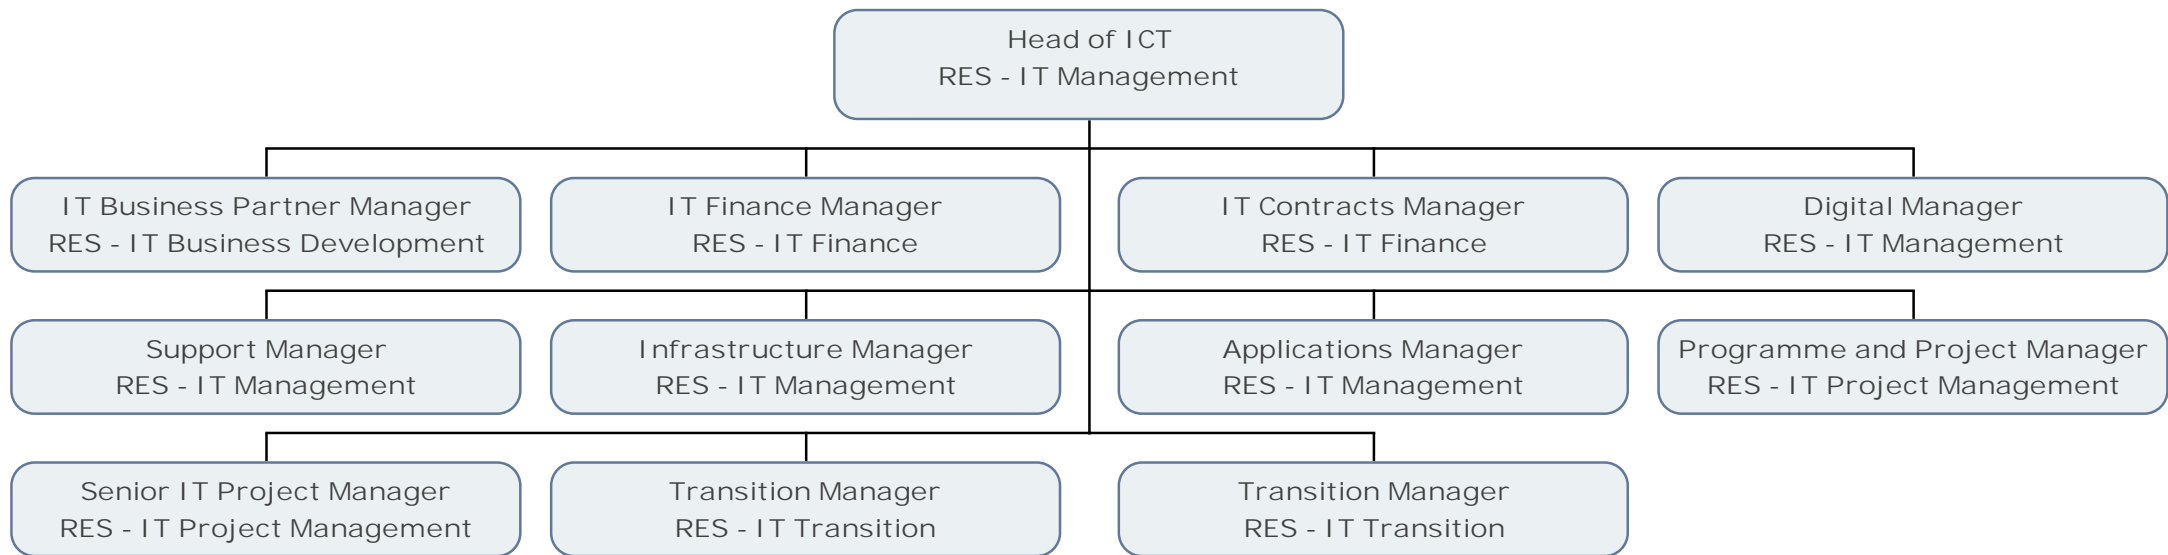 Head of ICT
RES - IT Management
IT Business Partner Manager
RES - IT Business Development
IT Finance Manager
RES - IT Finance
IT Contracts Manager
RES - IT Finance
Digital Manager
RES - IT Management
Support Manager
RES - IT Management
Infrastructure Manager
RES - IT Management
Applications Manager
RES - IT Management
Programme and Project Manager
RES - IT Project Management
Senior IT Project Manager
RES - IT Project Management
Transition Manager
RES - IT Transition
Transition Manager
RES - IT Transition